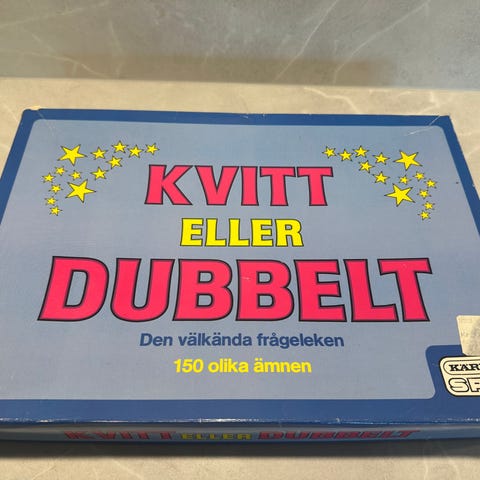 KVITT
ELLER
DUBBELT
Den välkända frågeleken
150 olika ämnen
KVITT ELLER DUBBELT